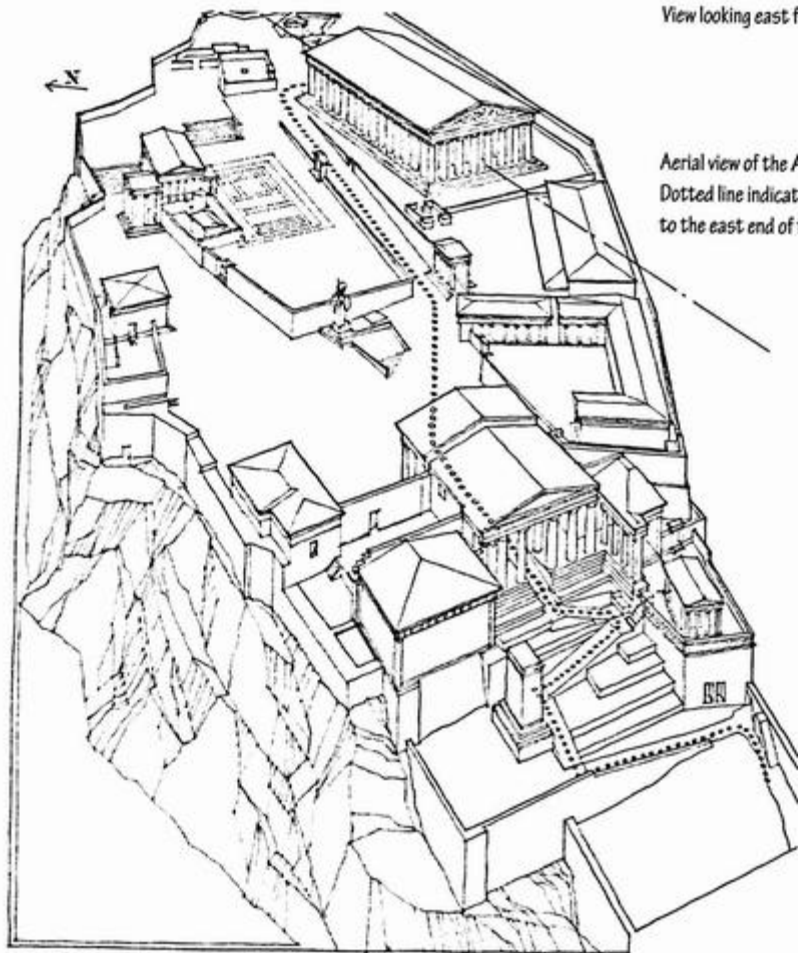 View looking east f
N
Aerial view of the A
Dotted line indicat
to the east end of